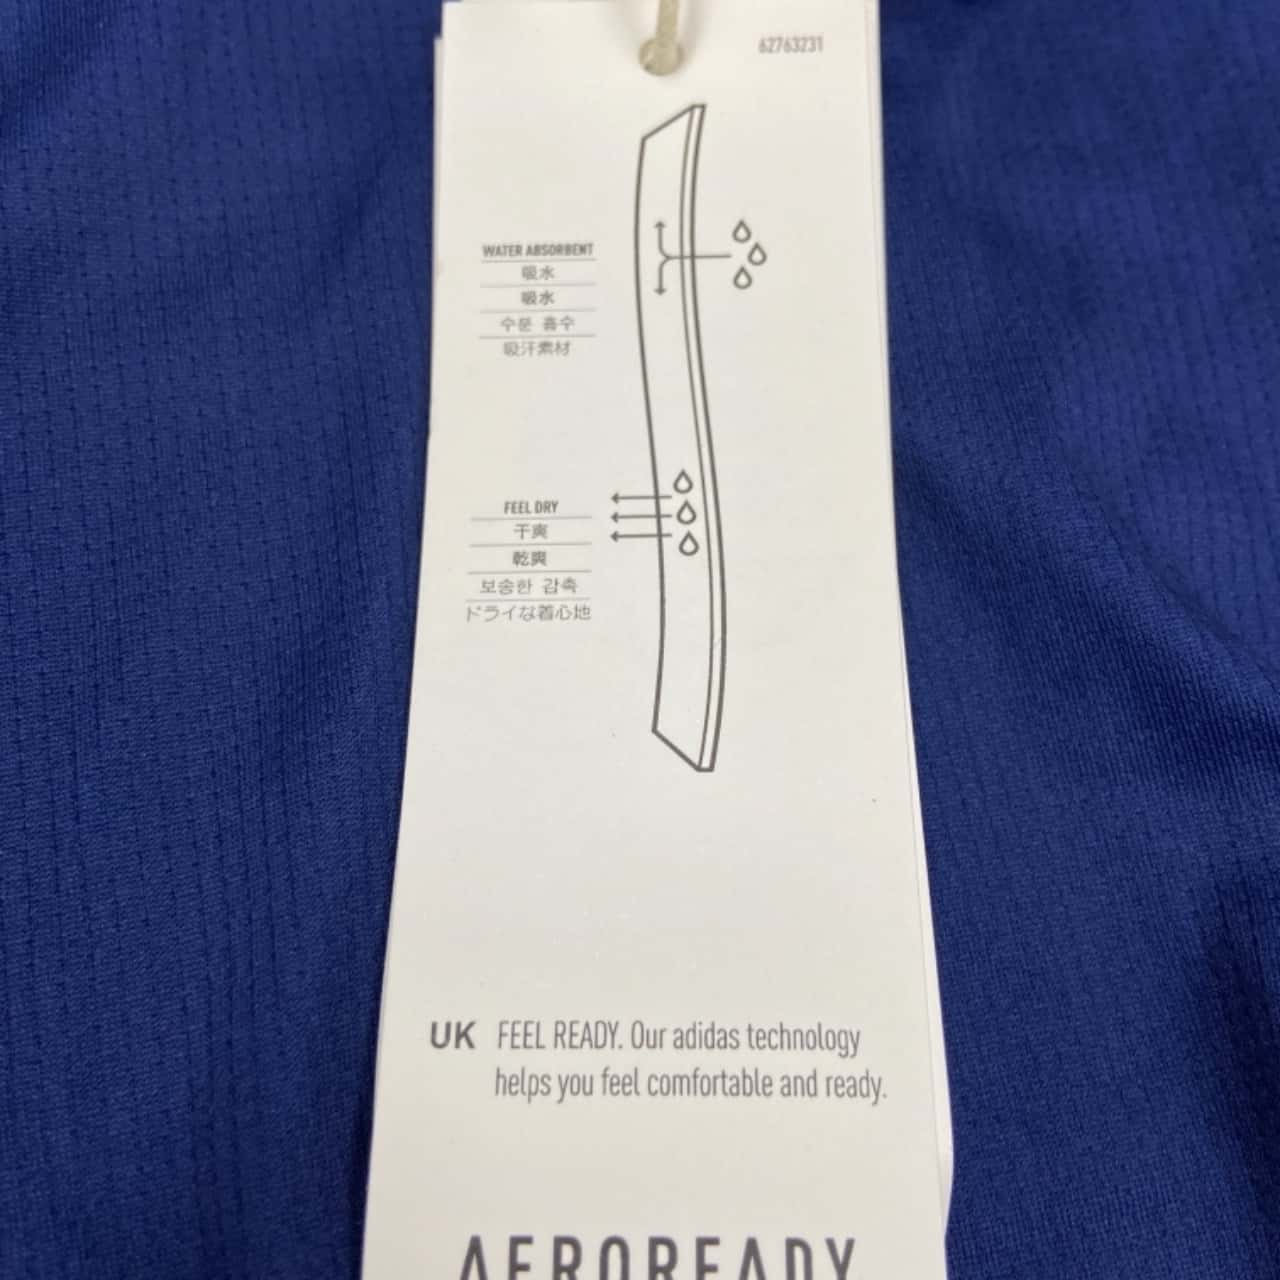 62763231
WATER ABSORBENT
吸水
吸水
수분 흡수
吸汗素材
FEEL DRY
干爽
乾爽
보송한 감촉
ドライな着心地
UK FEEL READY. Our adidas technology
helps you feel comfortable and ready.
AEROREADY